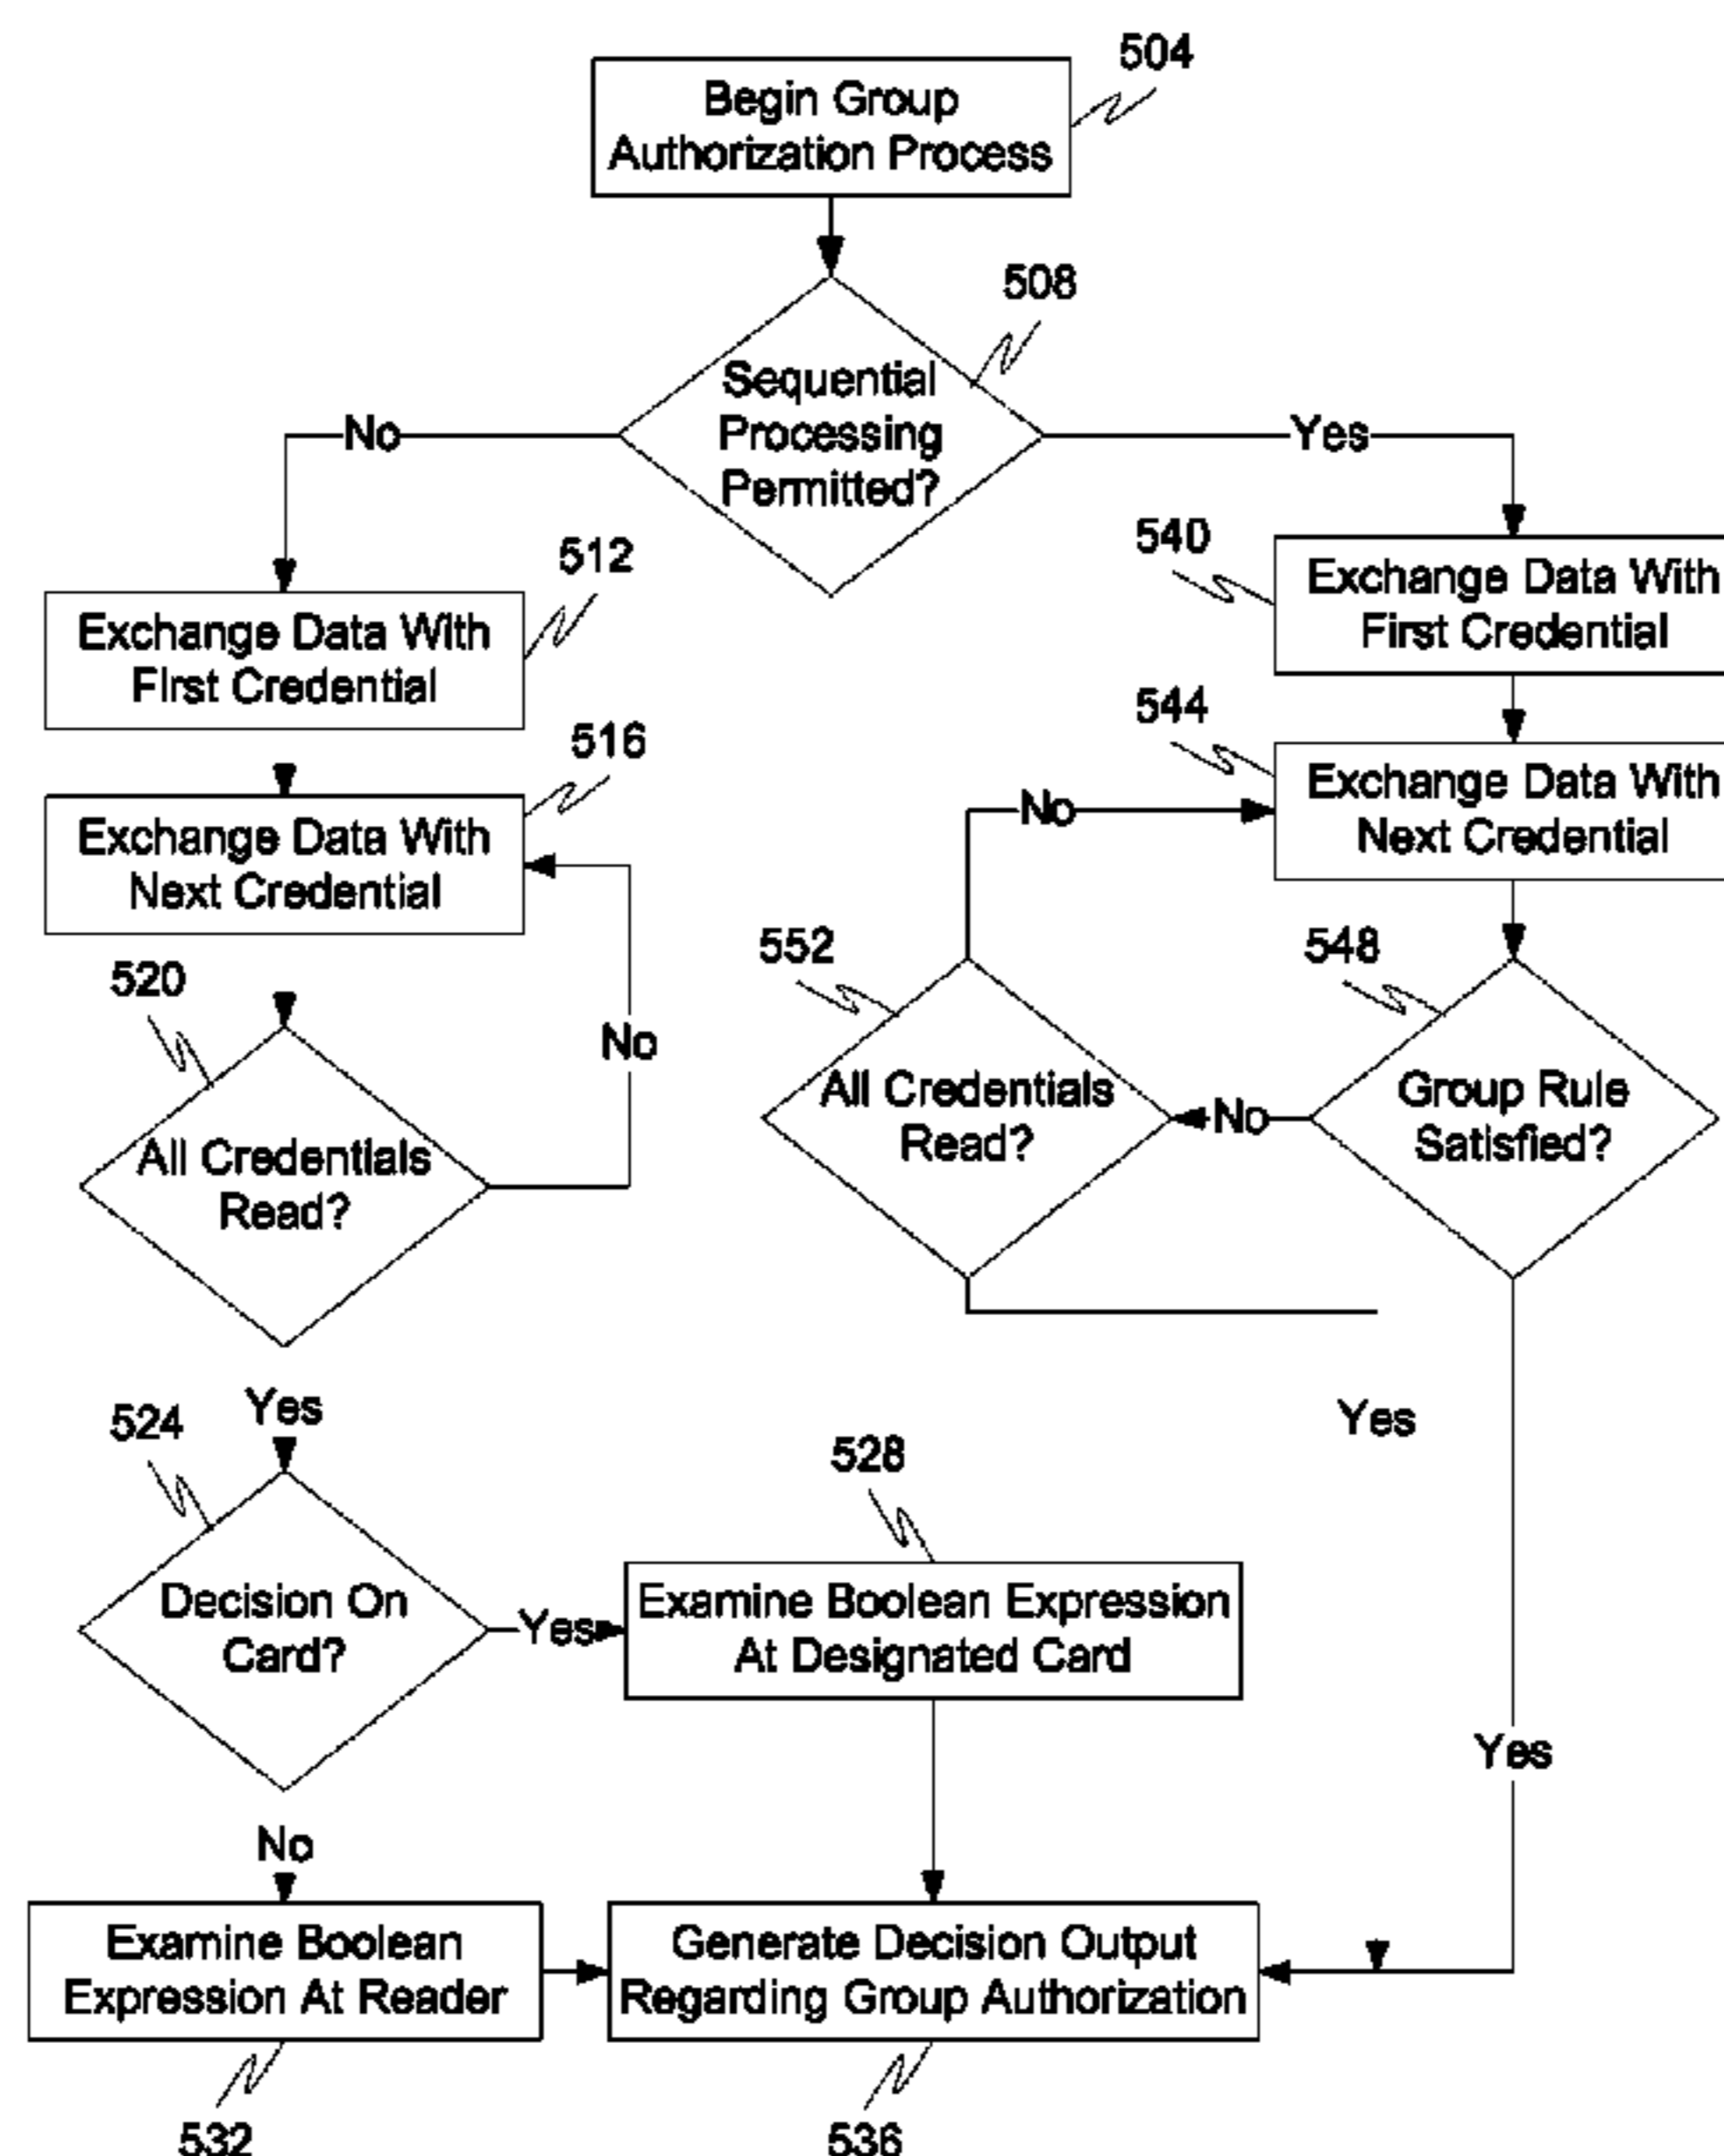 504
Begin Group
Authorization Process
508
Sequential
Processing
Permitted?
No
Yes
512
Exchange Data With
First Credential
540
Exchange Data With
First Credential
516
Exchange Data With
Next Credential
544
Exchange Data With
Next Credential
No
520
All Credentials
Read?
No
552
All Credentials
Read?
No
548
Group Rule
Satisfied?
Yes
Yes
Yes
524
Decision On
Card?
Yes
528
Examine Boolean Expression
At Designated Card
No
Examine Boolean
Expression At Reader
532
Generate Decision Output
Regarding Group Authorization
536